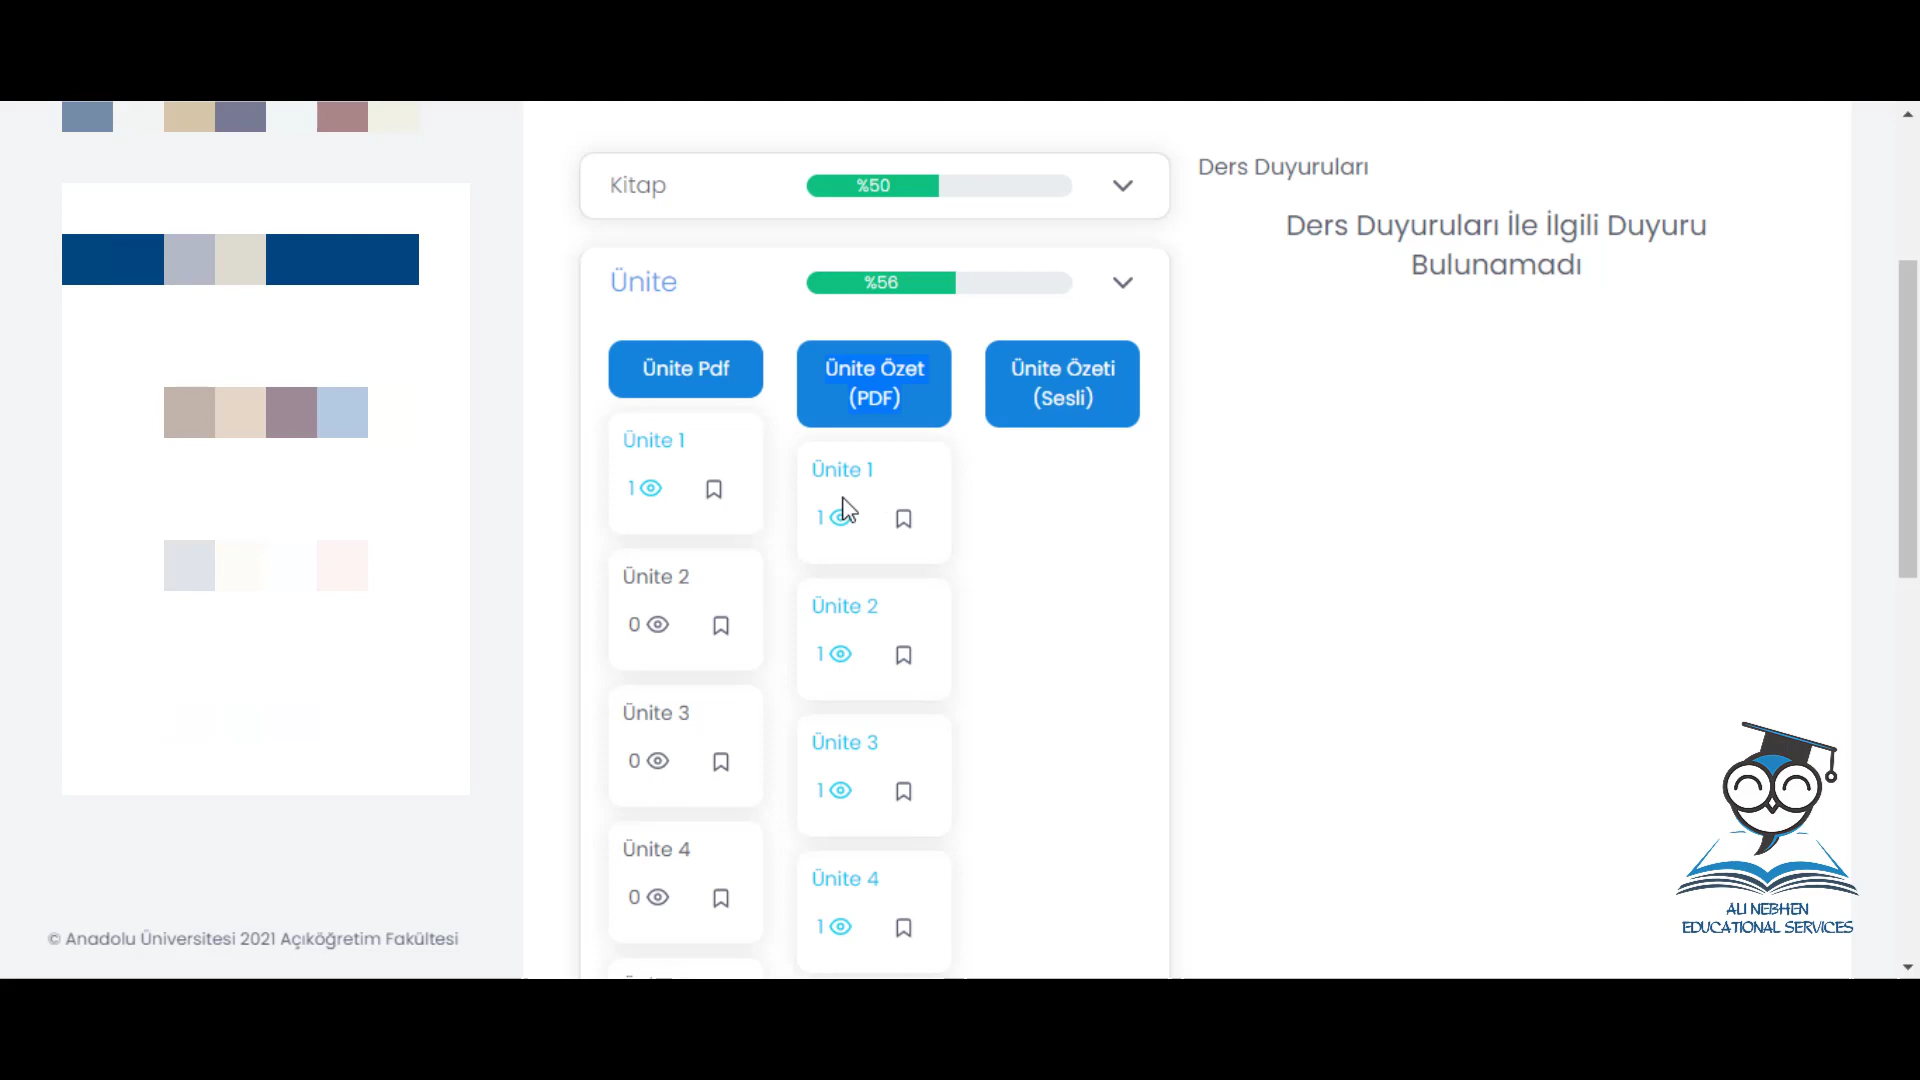 Kitap
%50
Ünite
%56
Ünite Pdf
Ünite 1
1
Ünite 2
0
Ünite 3
0
Ünite 4
0
Ünite Özet
(PDF)
Ünite 1
1
Ünite 2
1
Ünite 3
1
Ünite 4
1
Ünite Özeti
(Sesli)
Ders Duyuruları
Ders Duyuruları İle İlgili Duyuru
Bulunamadı
© Anadolu Üniversitesi 2021 Açıköğretim Fakültesi
ALI NEBHEN
EDUCATIONAL SERVICES